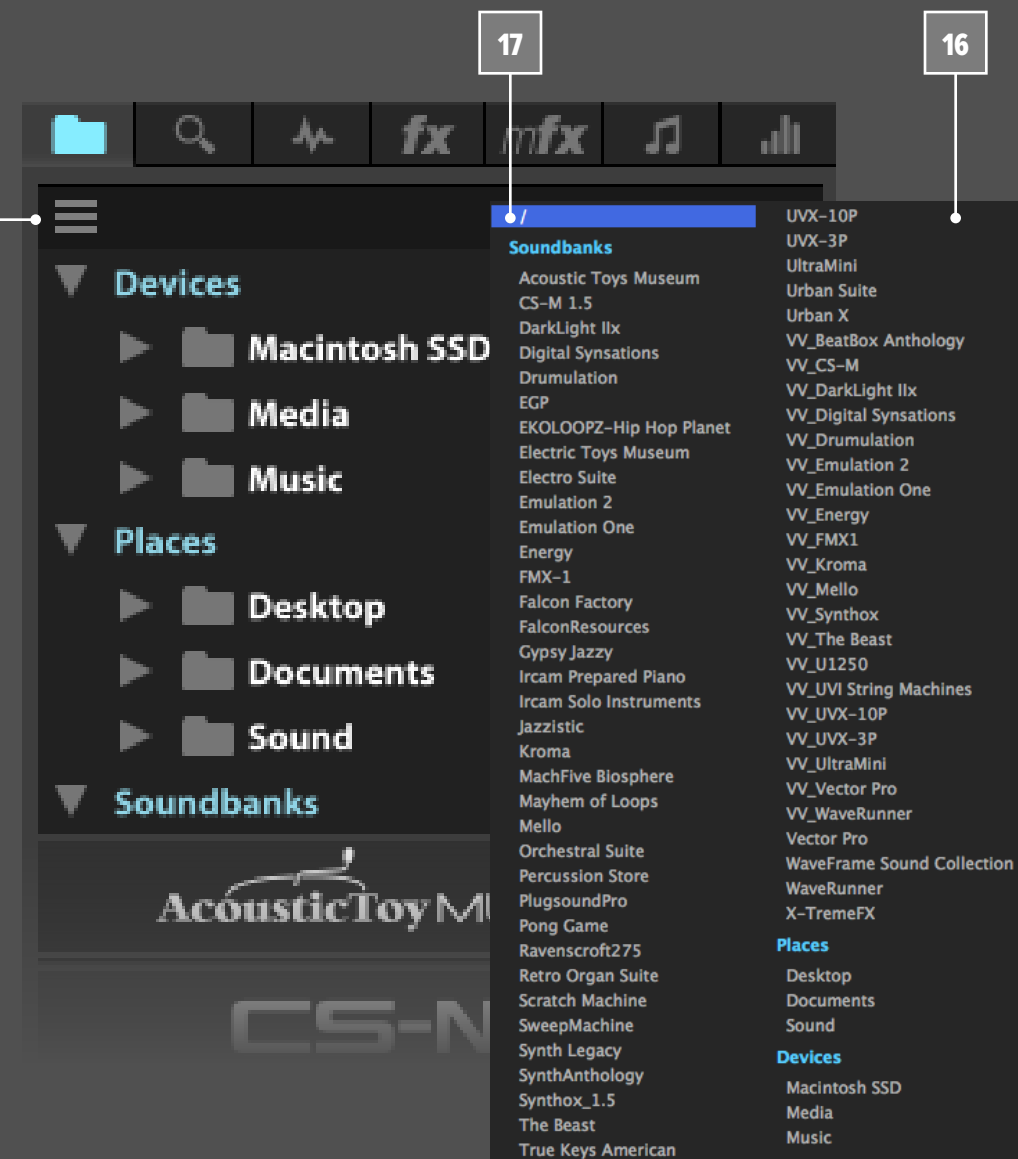 17
16
fx
mfx
Devices
Macintosh SSD
Media
Music
Places
Desktop
Documents
Sound
Soundbanks
AcousticToy
CS-
/
Soundbanks
Acoustic Toys Museum
CS-M 1.5
DarkLight IIx
Digital Synsations
Drumulation
EGP
EKOLOOPZ-Hip Hop Planet
Electric Toys Museum
Electro Suite
Emulation 2
Emulation One
Energy
FMX-1
Falcon Factory
FalconResources
Gypsy Jazzy
Ircam Prepared Piano
Ircam Solo Instruments
Jazzistic
Kroma
MachFive Biosphere
Mayhem of Loops
Mello
Orchestral Suite
Percussion Store
PlugsoundPro
Pong Game
Ravenscroft275
Retro Organ Suite
Scratch Machine
SweepMachine
Synth Legacy
SynthAnthology
Synthox_1.5
The Beast
True Keys American
UVX-10P
UVX-3P
UltraMini
Urban Suite
Urban X
VV_BeatBox Anthology
VV_CS-M
VV_DarkLight IIx
VV_Digital Synsations
VV_Drumulation
VV_Emulation 2
VV_Emulation One
VV_Energy
VV_FMX1
VV_Kroma
VV_Mello
VV_Synthox
VV_The Beast
VV_U1250
VV_UVI String Machines
VV_UVX-10P
VV_UVX-3P
VV_UltraMini
VV_Vector Pro
VV_WaveRunner
Vector Pro
WaveFrame Sound Collection
WaveRunner
X-TremeFX
Places
Desktop
Documents
Sound
Devices
Macintosh SSD
Media
Music